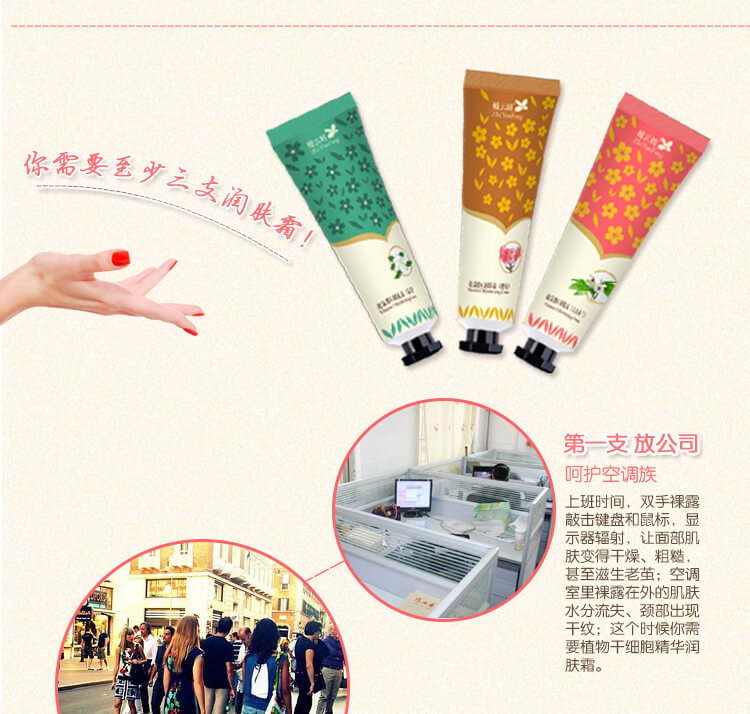 你需要至少三支润肤霜!
第一支 放公司
呵护空调族
上班时间，双手裸露
敲击键盘和鼠标，显
示器辐射，让面部肌
肤变得干燥、粗糙，
甚至滋生老茧；空调
室里裸露在外的肌肤
水分流失、颈部出现
干纹；这个时候你需
要植物干细胞精华润
肤霜。